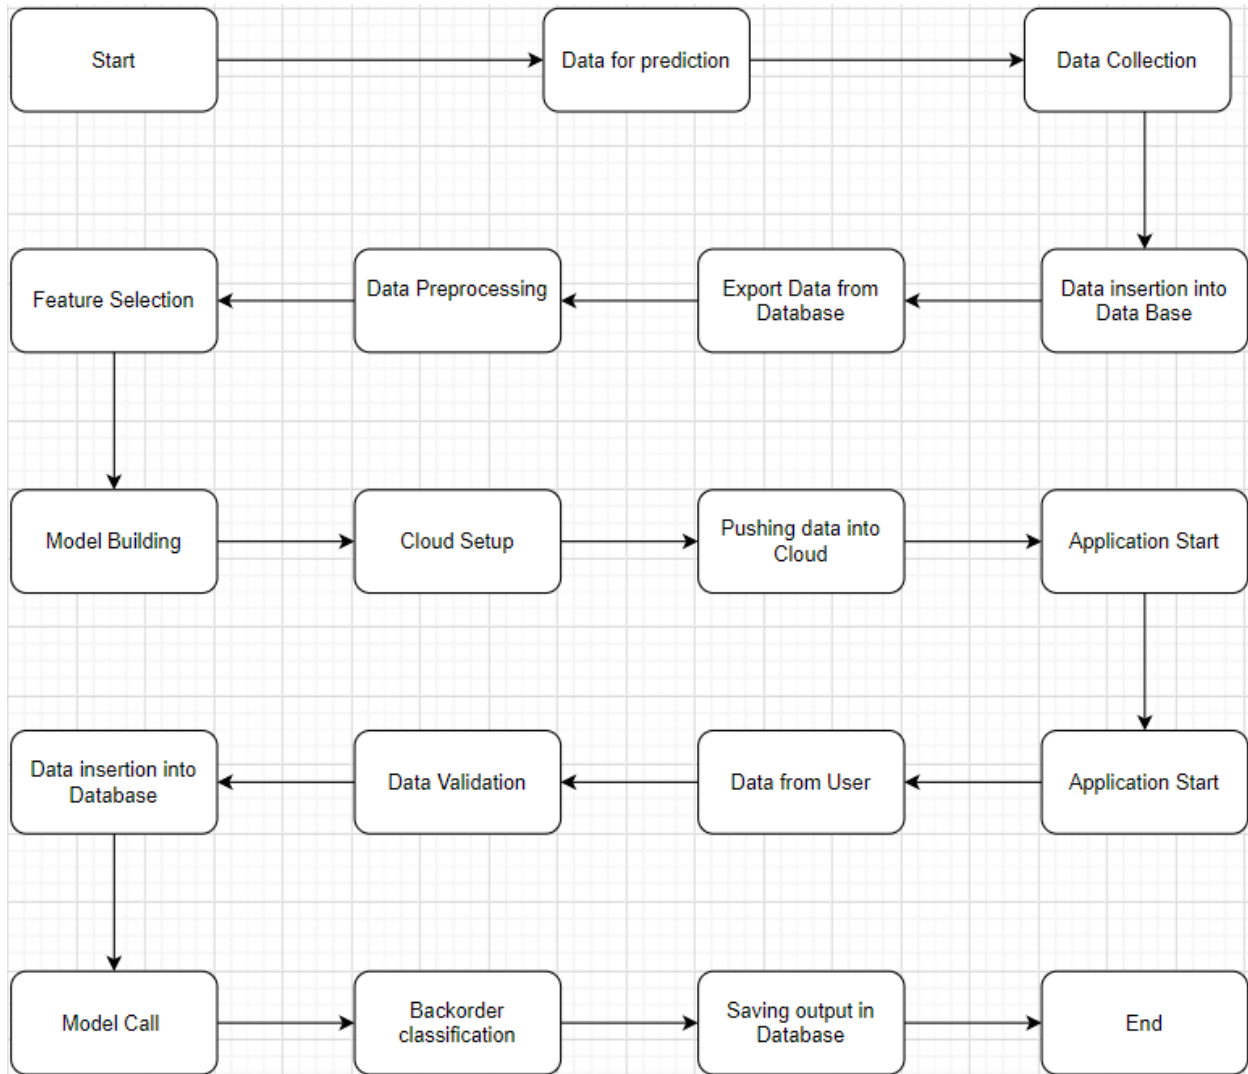 Start
Data for prediction
Data Collection
Feature Selection
Data Preprocessing
Export Data from
Database
Data insertion into
Data Base
Model Building
Cloud Setup
Pushing data into
Cloud
Application Start
Data insertion into
Database
Data Validation
Data from User
Application Start
Model Call
Backorder
classification
Saving output in
Database
End